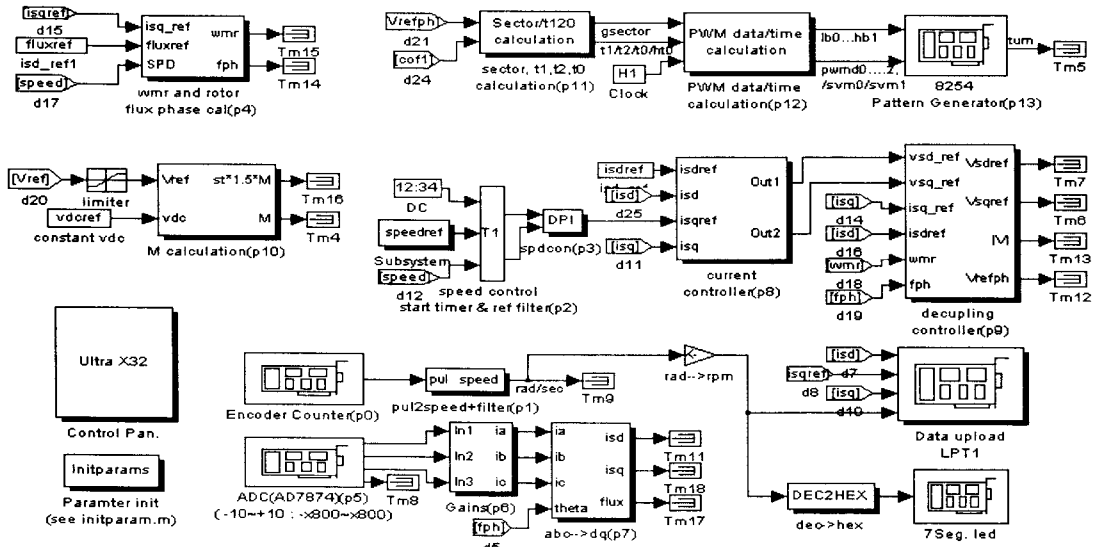 [isqref]
d15
fluxref
isd_ref1
[speed]
d17
isq_ref
fluxref
SPD
wmr
fph
wmr and rotor
flux phase cal(p4)
Tm15
Tm14
[Vrefph]
d21
[cof1]
d24
Sector/t120
calculation
sector, t1,t2,t0
calculation(p11)
gsector
t1/t2/t0/ht0
H1
Clock
PWM data/time
calculation
PWM data/time
calculation(p12)
lb0...hb1
pwmd0....2,
/svm0/svm1
8254
Pattern Generator(p13)
turn
Tm5
[Vref]
d20
limiter
vdcref
constant vdc
Vref
vdc
st*1.5*M
M
M calculation(p10)
Tm16
Tm4
12:34
DC
speedref
Subsystem
[speed]
d12
T1
speed control
start timer & ref filter(p2)
DPI
spdcon(p3)
isdref
[isd]
d25
[isq]
d11
isdref
isd
isqref
isq
Out1
Out2
current
controller(p8)
[isq]
d14
[isd]
d16
[wmr]
d18
[fph]
d19
vsd_ref
vsq_ref
isq_ref
isdref
wmr
fph
Vsdref
Vsqref
M
Vrefph
decupling
controller(p9)
Tm7
Tm6
Tm13
Tm12
Ultra X32
Control Pan.
Initparams
Paramter init
(see initparam.m)
Encoder Counter(p0)
pul speed
pul2speed+filter(p1)
rad/sec
Tm9
rad-->rpm
[isd]
d7
isqref
d8
[isq]
d10
Data upload
LPT1
ADC(AD7874)(p5)
(-10~+10 : -x800~x800)
Tm8
In1
In2
In3
ia
ib
ic
Gains(p6)
[fph]
d5
ia
ib
ic
theta
isd
isq
flux
abc-->dq(p7)
Tm11
Tm18
Tm17
DEC2HEX
dec->hex
7Seg. led